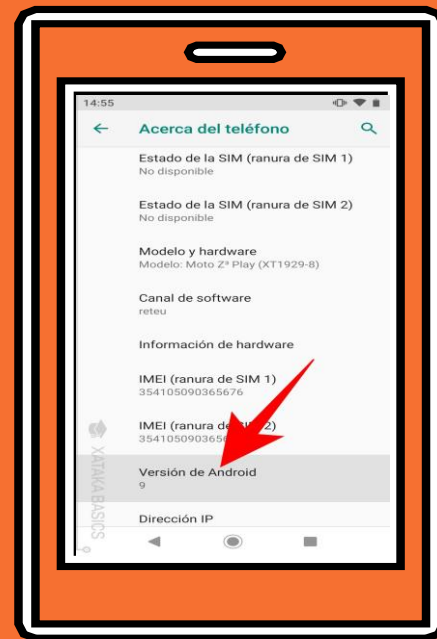 14:55
Acerca del teléfono
Estado de la SIM (ranura de SIM 1)
No disponible
Estado de la SIM (ranura de SIM 2)
No disponible
Modelo y hardware
Modelo: Moto Z³ Play (XT1929-8)
Canal de software
reteu
Información de hardware
IMEI (ranura de SIM 1)
354105090365676
IMEI (ranura de 2)
Versión de Android
9
Dirección IP
XATAKA BASICS